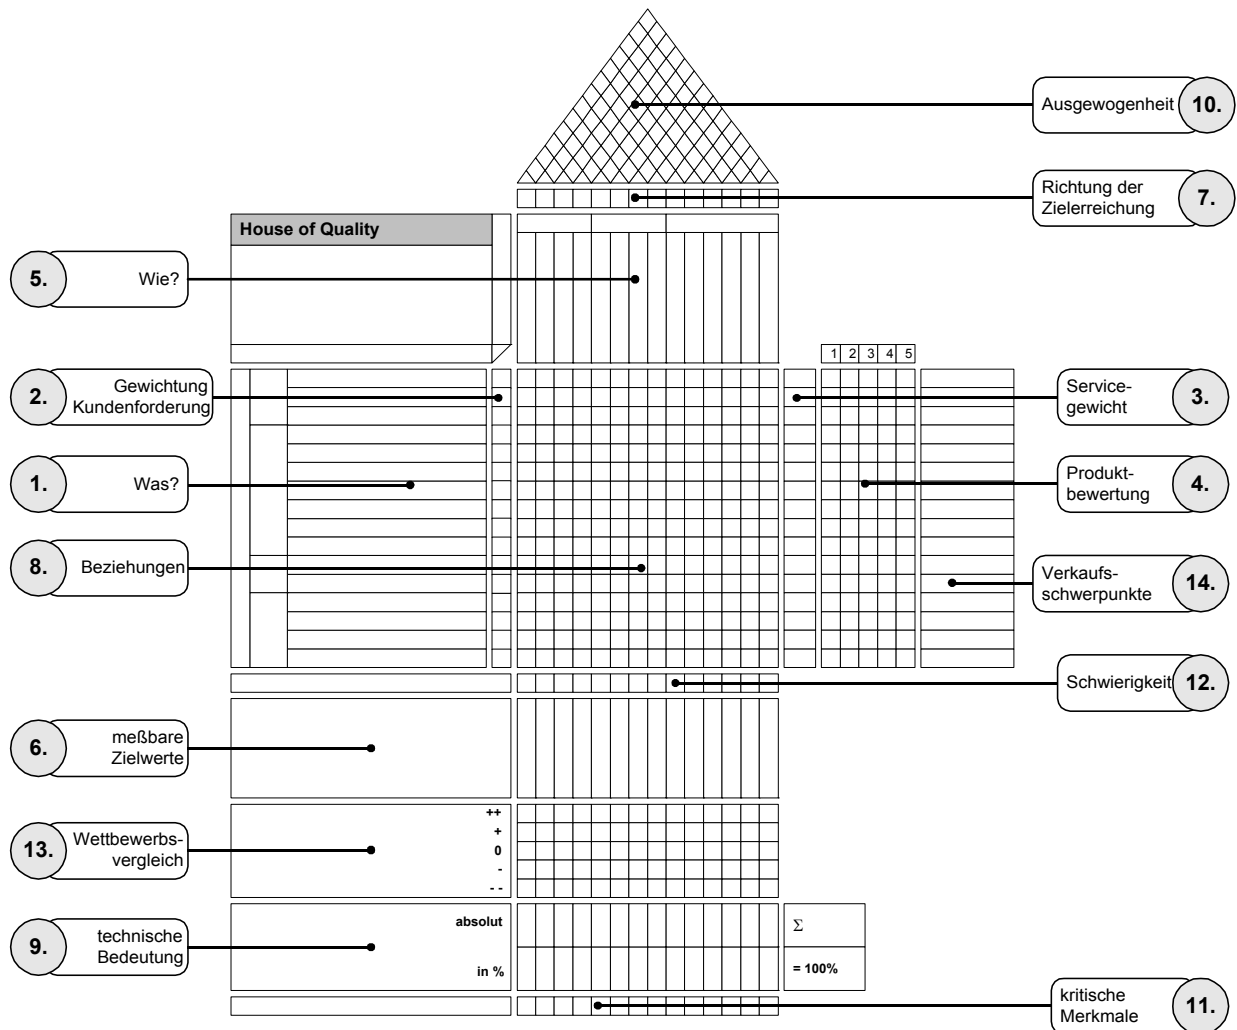 Ausgewogenheit
10.
Richtung der
Zielerreichung
7.
House of Quality
5.
Wie?
1 2 3 4 5
2.
Gewichtung
Kundenforderung
Service-
gewicht
3.
1.
Was?
Produkt-
bewertung
4.
8.
Beziehungen
Verkaufs-
schwerpunkte
14.
Schwierigkeit
12.
6.
meßbare
Zielwerte
13.
Wettbewerbs-
vergleich
++
+
0
-
- -
9.
technische
Bedeutung
absolut
in %
Σ
= 100%
kritische
Merkmale
11.